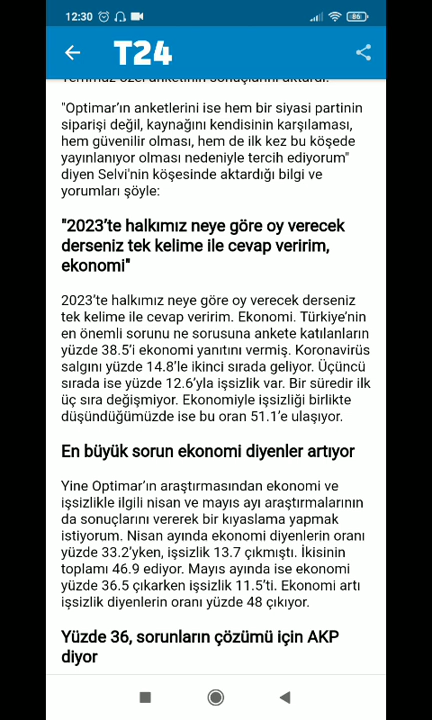 12:30
86
T24
Temmuz özel anketinin sonuçlarını aktardı:
"Optimar'ın anketlerini ise hem bir siyasi partinin
siparişi değil, kaynağını kendisinin karşılaması,
hem güvenilir olması, hem de ilk kez bu köşede
yayınlanıyor olması nedeniyle tercih ediyorum"
diyen Selvi'nin köşesinde aktardığı bilgi ve
yorumları şöyle:
"2023’te halkımız neye göre oy verecek
derseniz tek kelime ile cevap veririm,
ekonomi"
2023’te halkımız neye göre oy verecek derseniz
tek kelime ile cevap veririm. Ekonomi. Türkiye’nin
en önemli sorunu ne sorusuna ankete katılanların
yüzde 38.5’i ekonomi yanıtını vermiş. Koronavirüs
salgını yüzde 14.8’le ikinci sırada geliyor. Üçüncü
sırada ise yüzde 12.6’yla işsizlik var. Bir süredir ilk
üç sıra değişmiyor. Ekonomiyle işsizliği birlikte
düşündüğümüzde ise bu oran 51.1’e ulaşıyor.
En büyük sorun ekonomi diyenler artıyor
Yine Optimar’ın araştırmasından ekonomi ve
işsizlikle ilgili nisan ve mayıs ayı araştırmalarının
da sonuçlarını vererek bir kıyaslama yapmak
istiyorum. Nisan ayında ekonomi diyenlerin oranı
yüzde 33.2’yken, işsizlik 13.7 çıkmıştı. İkisinin
toplamı 46.9 ediyor. Mayıs ayında ise ekonomi
yüzde 36.5 çıkarken işsizlik 11.5’ti. Ekonomi artı
işsizlik diyenlerin oranı yüzde 48 çıkıyor.
Yüzde 36, sorunların çözümü için AKP
diyor